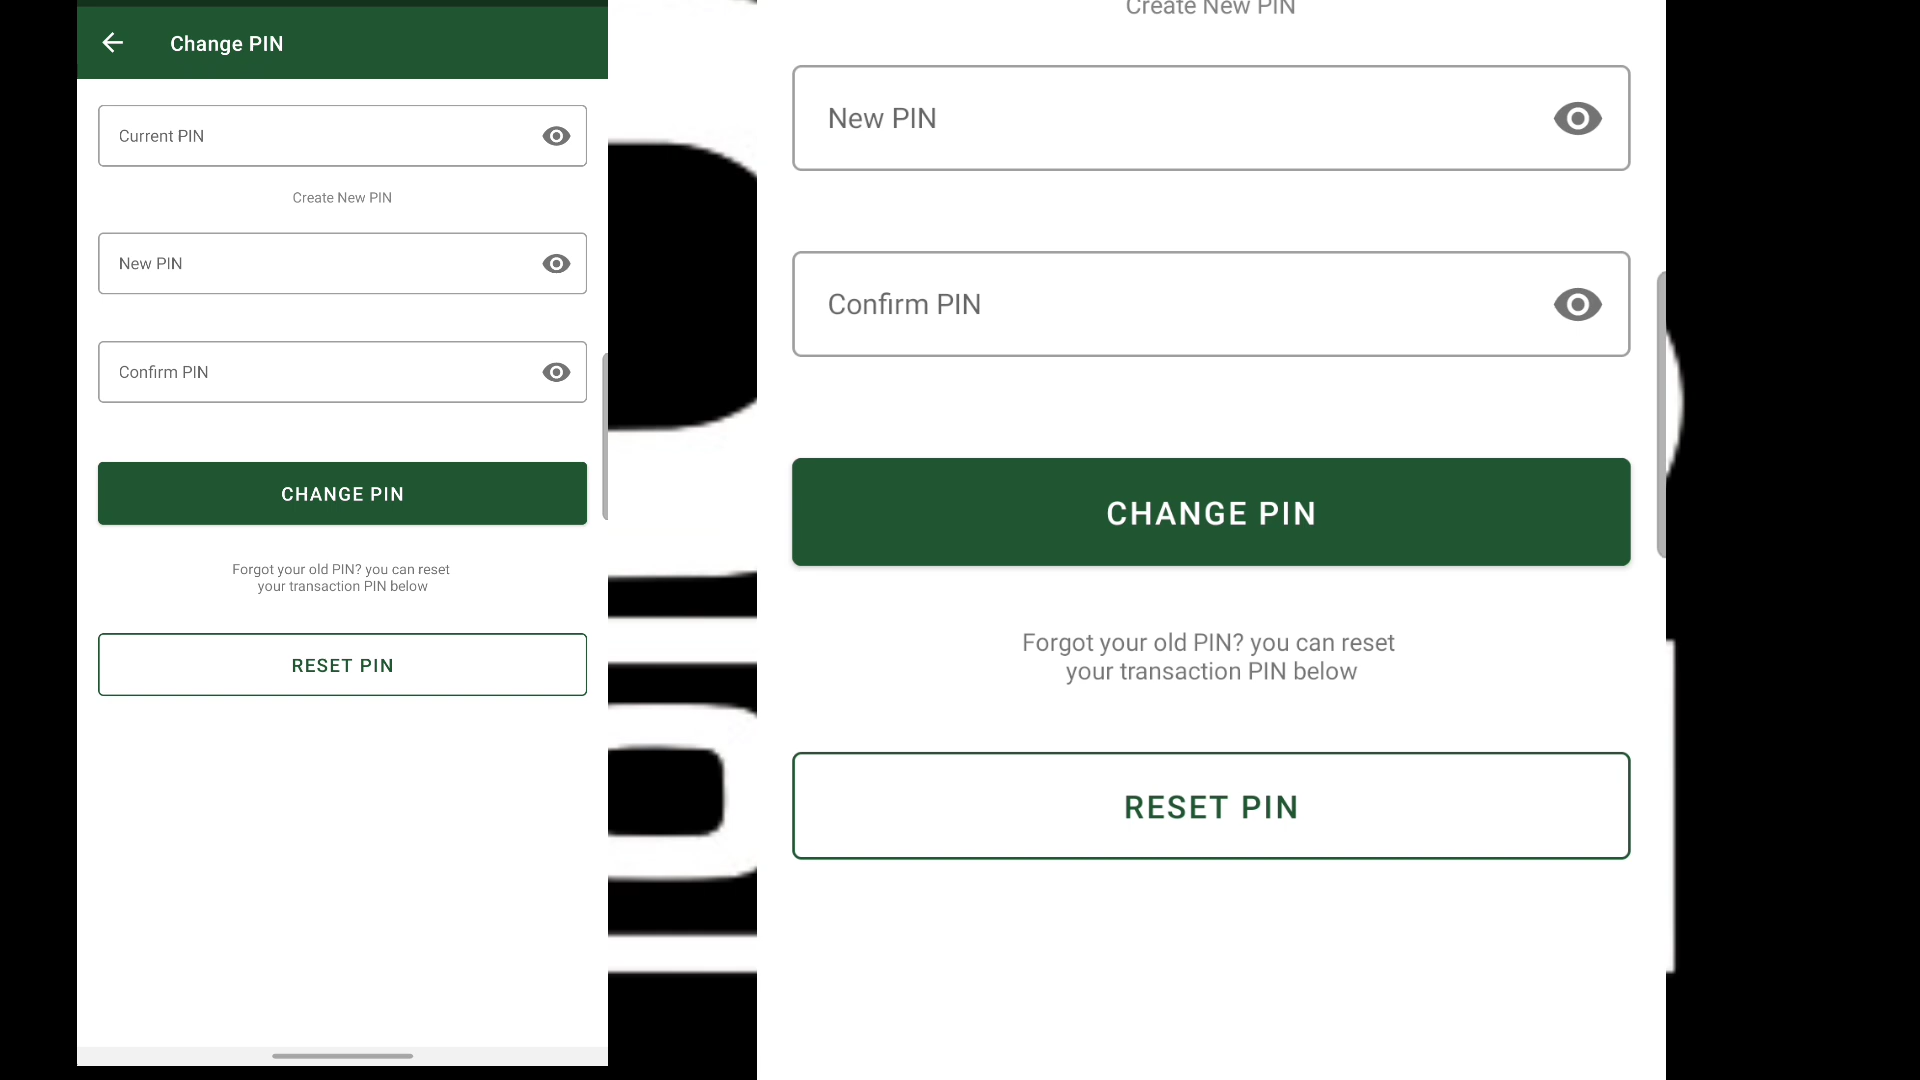 Change PIN
Current PIN
Create New PIN
New PIN
Confirm PIN
CHANGE PIN
Forgot your old PIN? you can reset
your transaction PIN below
RESET PIN
Create New PIN
New PIN
Confirm PIN
CHANGE PIN
Forgot your old PIN? you can reset
your transaction PIN below
RESET PIN